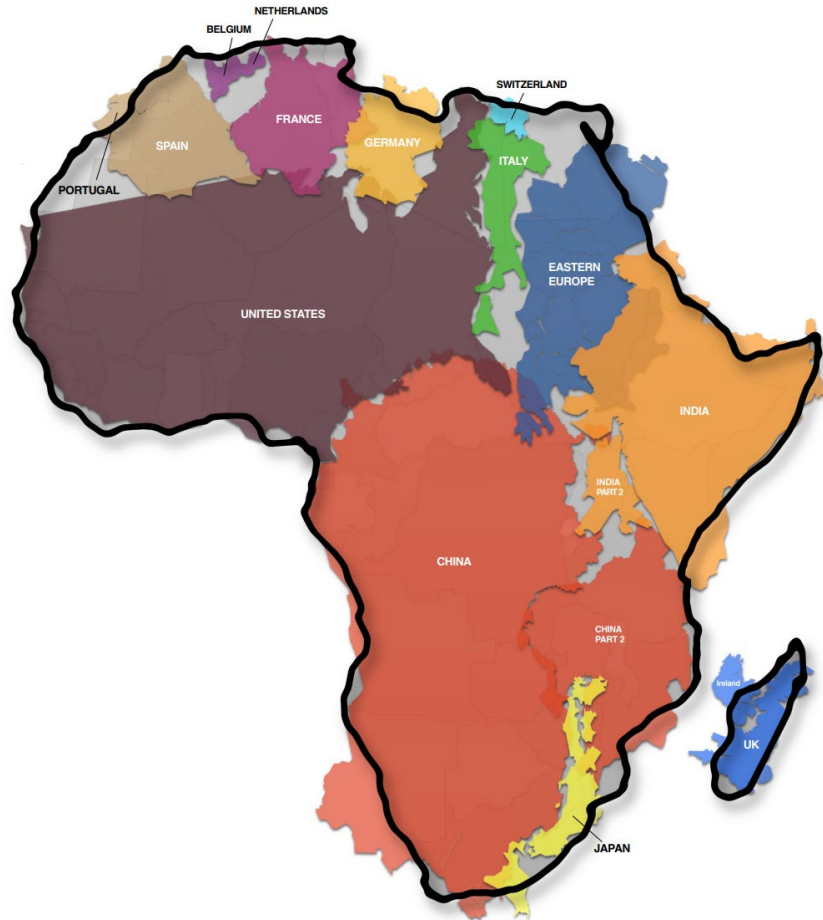 NETHERLANDS
BELGIUM
SWITZERLAND
FRANCE
GERMANY
SPAIN
ITALY
PORTUGAL
EASTERN
EUROPE
UNITED STATES
INDIA
INDIA
PART 2
CHINA
CHINA
PART 2
Ireland
UK
JAPAN